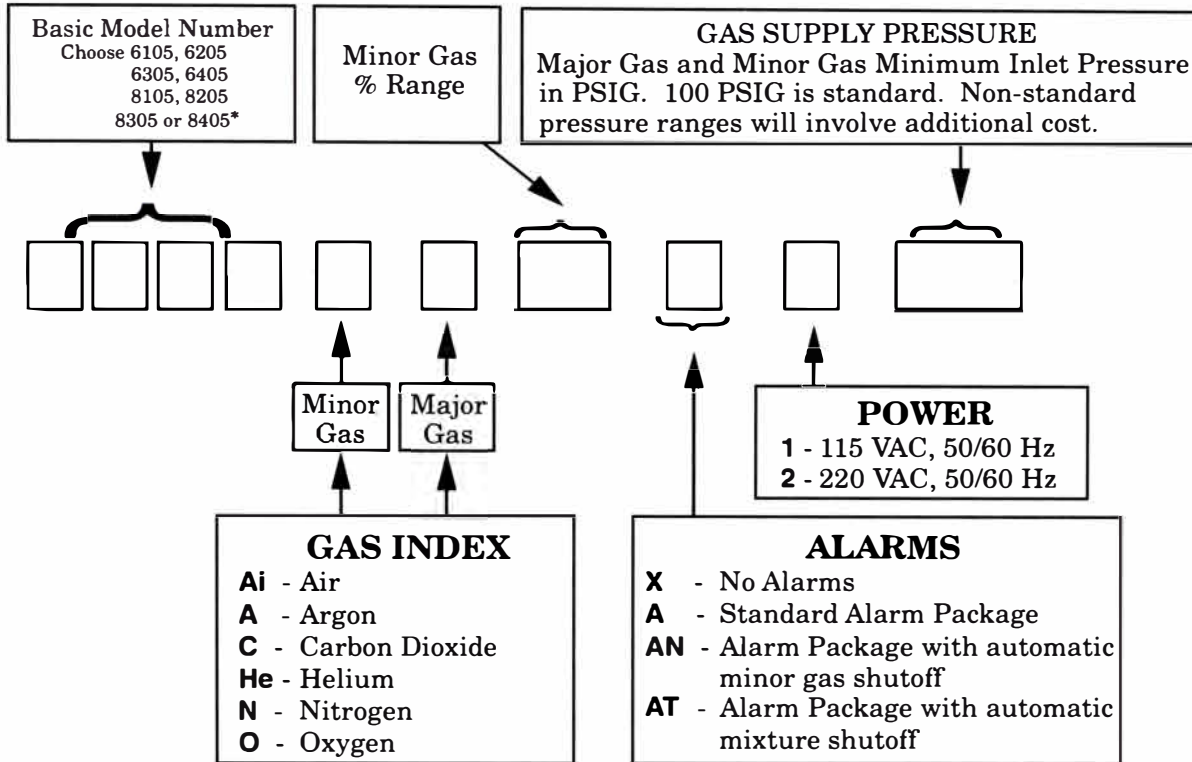 Basic Model Number
Choose 6105, 6205
6305, 6405
8105, 8205
8305 or 8405*
Minor Gas
% Range
GAS SUPPLY PRESSURE
Major Gas and Minor Gas Minimum Inlet Pressure
in PSIG. 100 PSIG is standard. Non-standard
pressure ranges will involve additional cost.
Minor
Gas
Major
Gas
POWER
1 - 115 VAC, 50/60 Hz
2 - 220 VAC, 50/60 Hz
GAS INDEX
Ai - Air
A - Argon
C - Carbon Dioxide
He - Helium
N - Nitrogen
O - Oxygen
ALARMS
X - No Alarms
A - Standard Alarm Package
AN - Alarm Package with automatic
minor gas shutoff
AT - Alarm Package with automatic
mixture shutoff